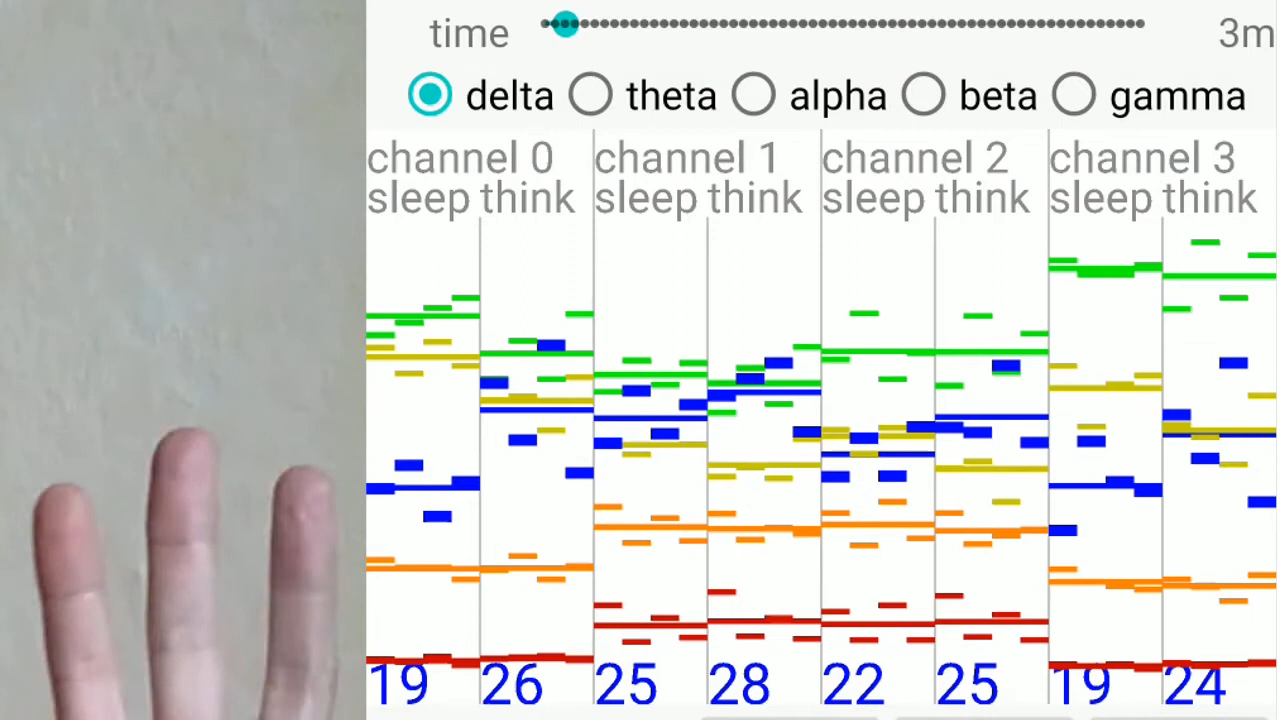 time 3m
delta theta alpha beta gamma
channel 0 channel 1 channel 2 channel 3
sleep think sleep think sleep think sleep think
19 26 25 28 22 25 19 24